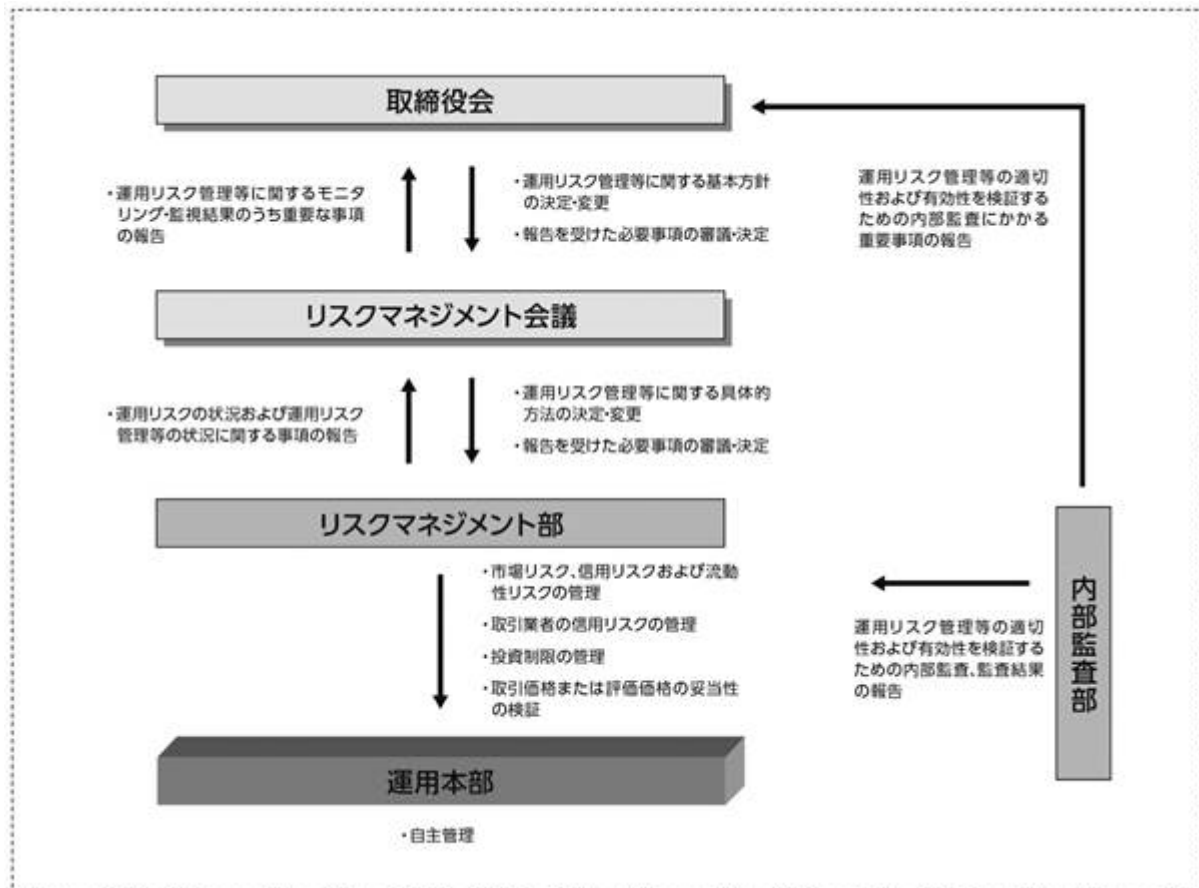 取締役会
・運用リスク管理等に関するモニタ
リング・監視結果のうち重要な事項
の報告
・運用リスク管理等に関する基本方針
の決定・変更
・報告を受けた必要事項の審議・決定
運用リスク管理等の適切
性および有効性を検証す
るための内部監査にかかる
重要事項の報告
リスクマネジメント会議
・運用リスクの状況および運用リスク
管理等の状況に関する事項の報告
・運用リスク管理等に関する具体的
方法の決定・変更
・報告を受けた必要事項の審議・決定
リスクマネジメント部
・市場リスク、信用リスクおよび流動
性リスクの管理
・取引業者の信用リスクの管理
・投資制限の管理
・取引価格または評価価格の妥当性
の検証
運用リスク管理等の適切
性および有効性を検証する
ための内部監査、監査結果
の報告
内部監査部
運用本部
・自主管理